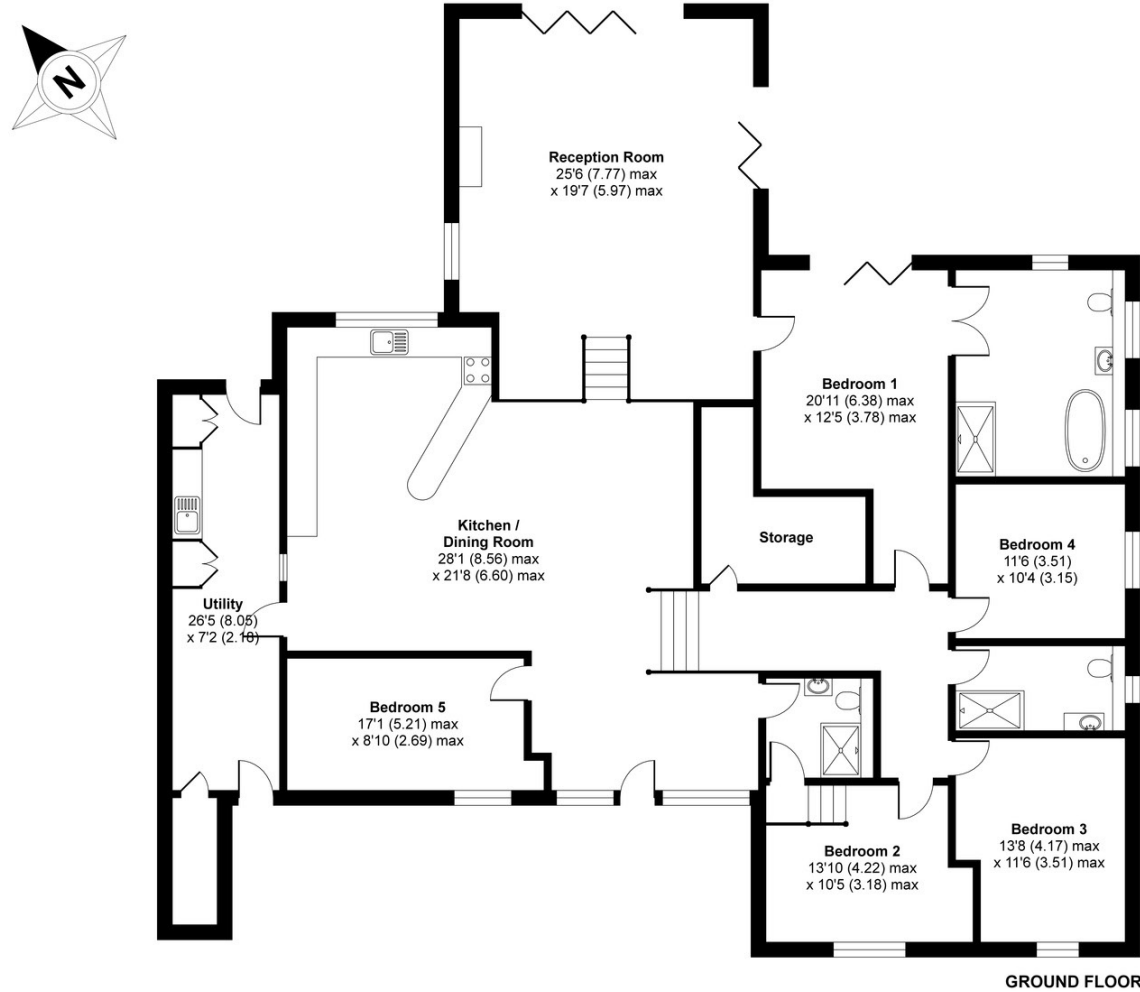 N
Reception Room
25'6 (7.77) max
x 19'7 (5.97) max
Bedroom 1
20'11 (6.38) max
x 12'5 (3.78) max
Kitchen /
Dining Room
28'1 (8.56) max
x 21'8 (6.60) max
Storage
Bedroom 4
11'6 (3.51)
x 10'4 (3.15)
Utility
26'5 (8.05)
x 7'2 (2.18)
Bedroom 5
17'1 (5.21) max
x 8'10 (2.69) max
Bedroom 2
13'10 (4.22) max
x 10'5 (3.18) max
Bedroom 3
13'8 (4.17) max
x 11'6 (3.51) max
GROUND FLOOR